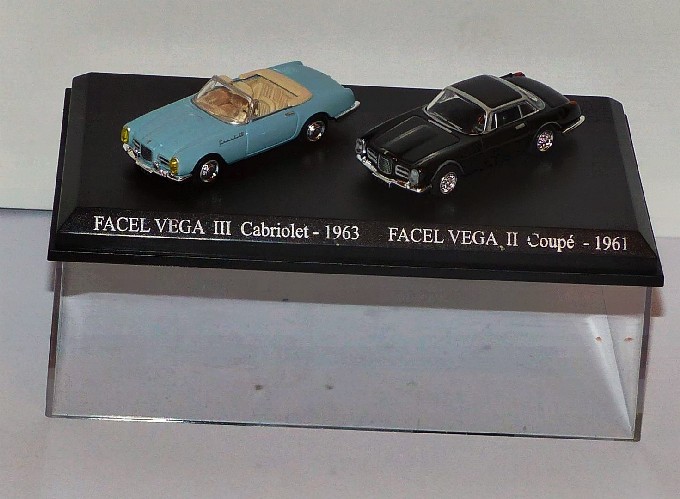 FACEL VEGA III Cabriolet - 1963
FACEL VEGA II Coupé - 1961